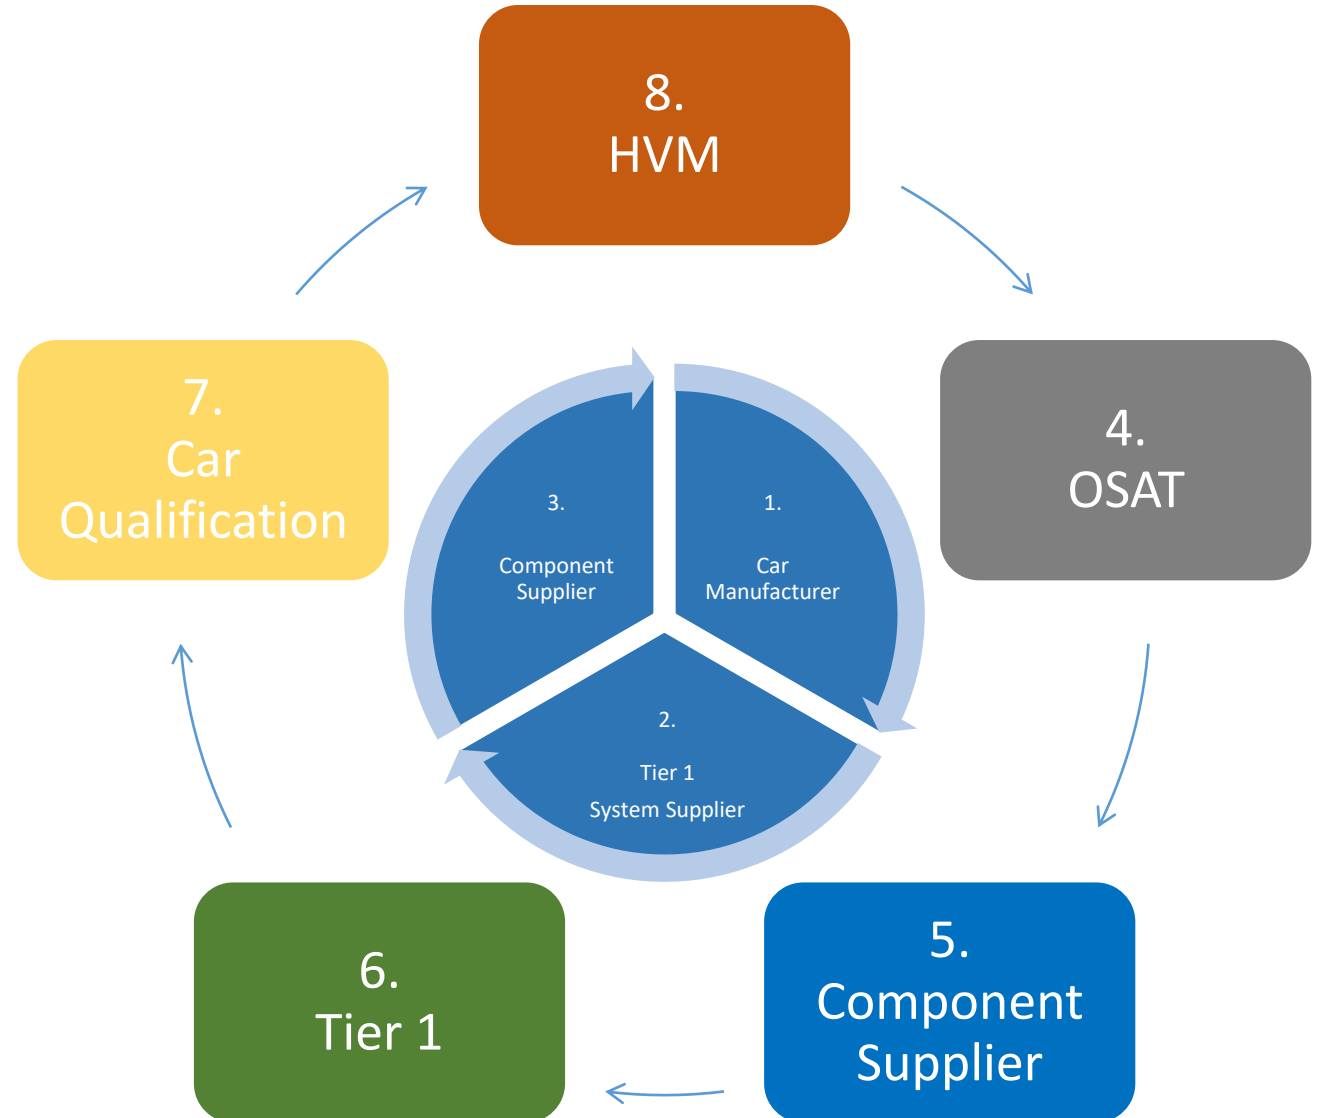 8.
HVM
7.
Car
Qualification
4.
OSAT
3.
Component
Supplier
1.
Car
Manufacturer
2.
Tier 1
System Supplier
6.
Tier 1
5.
Component
Supplier